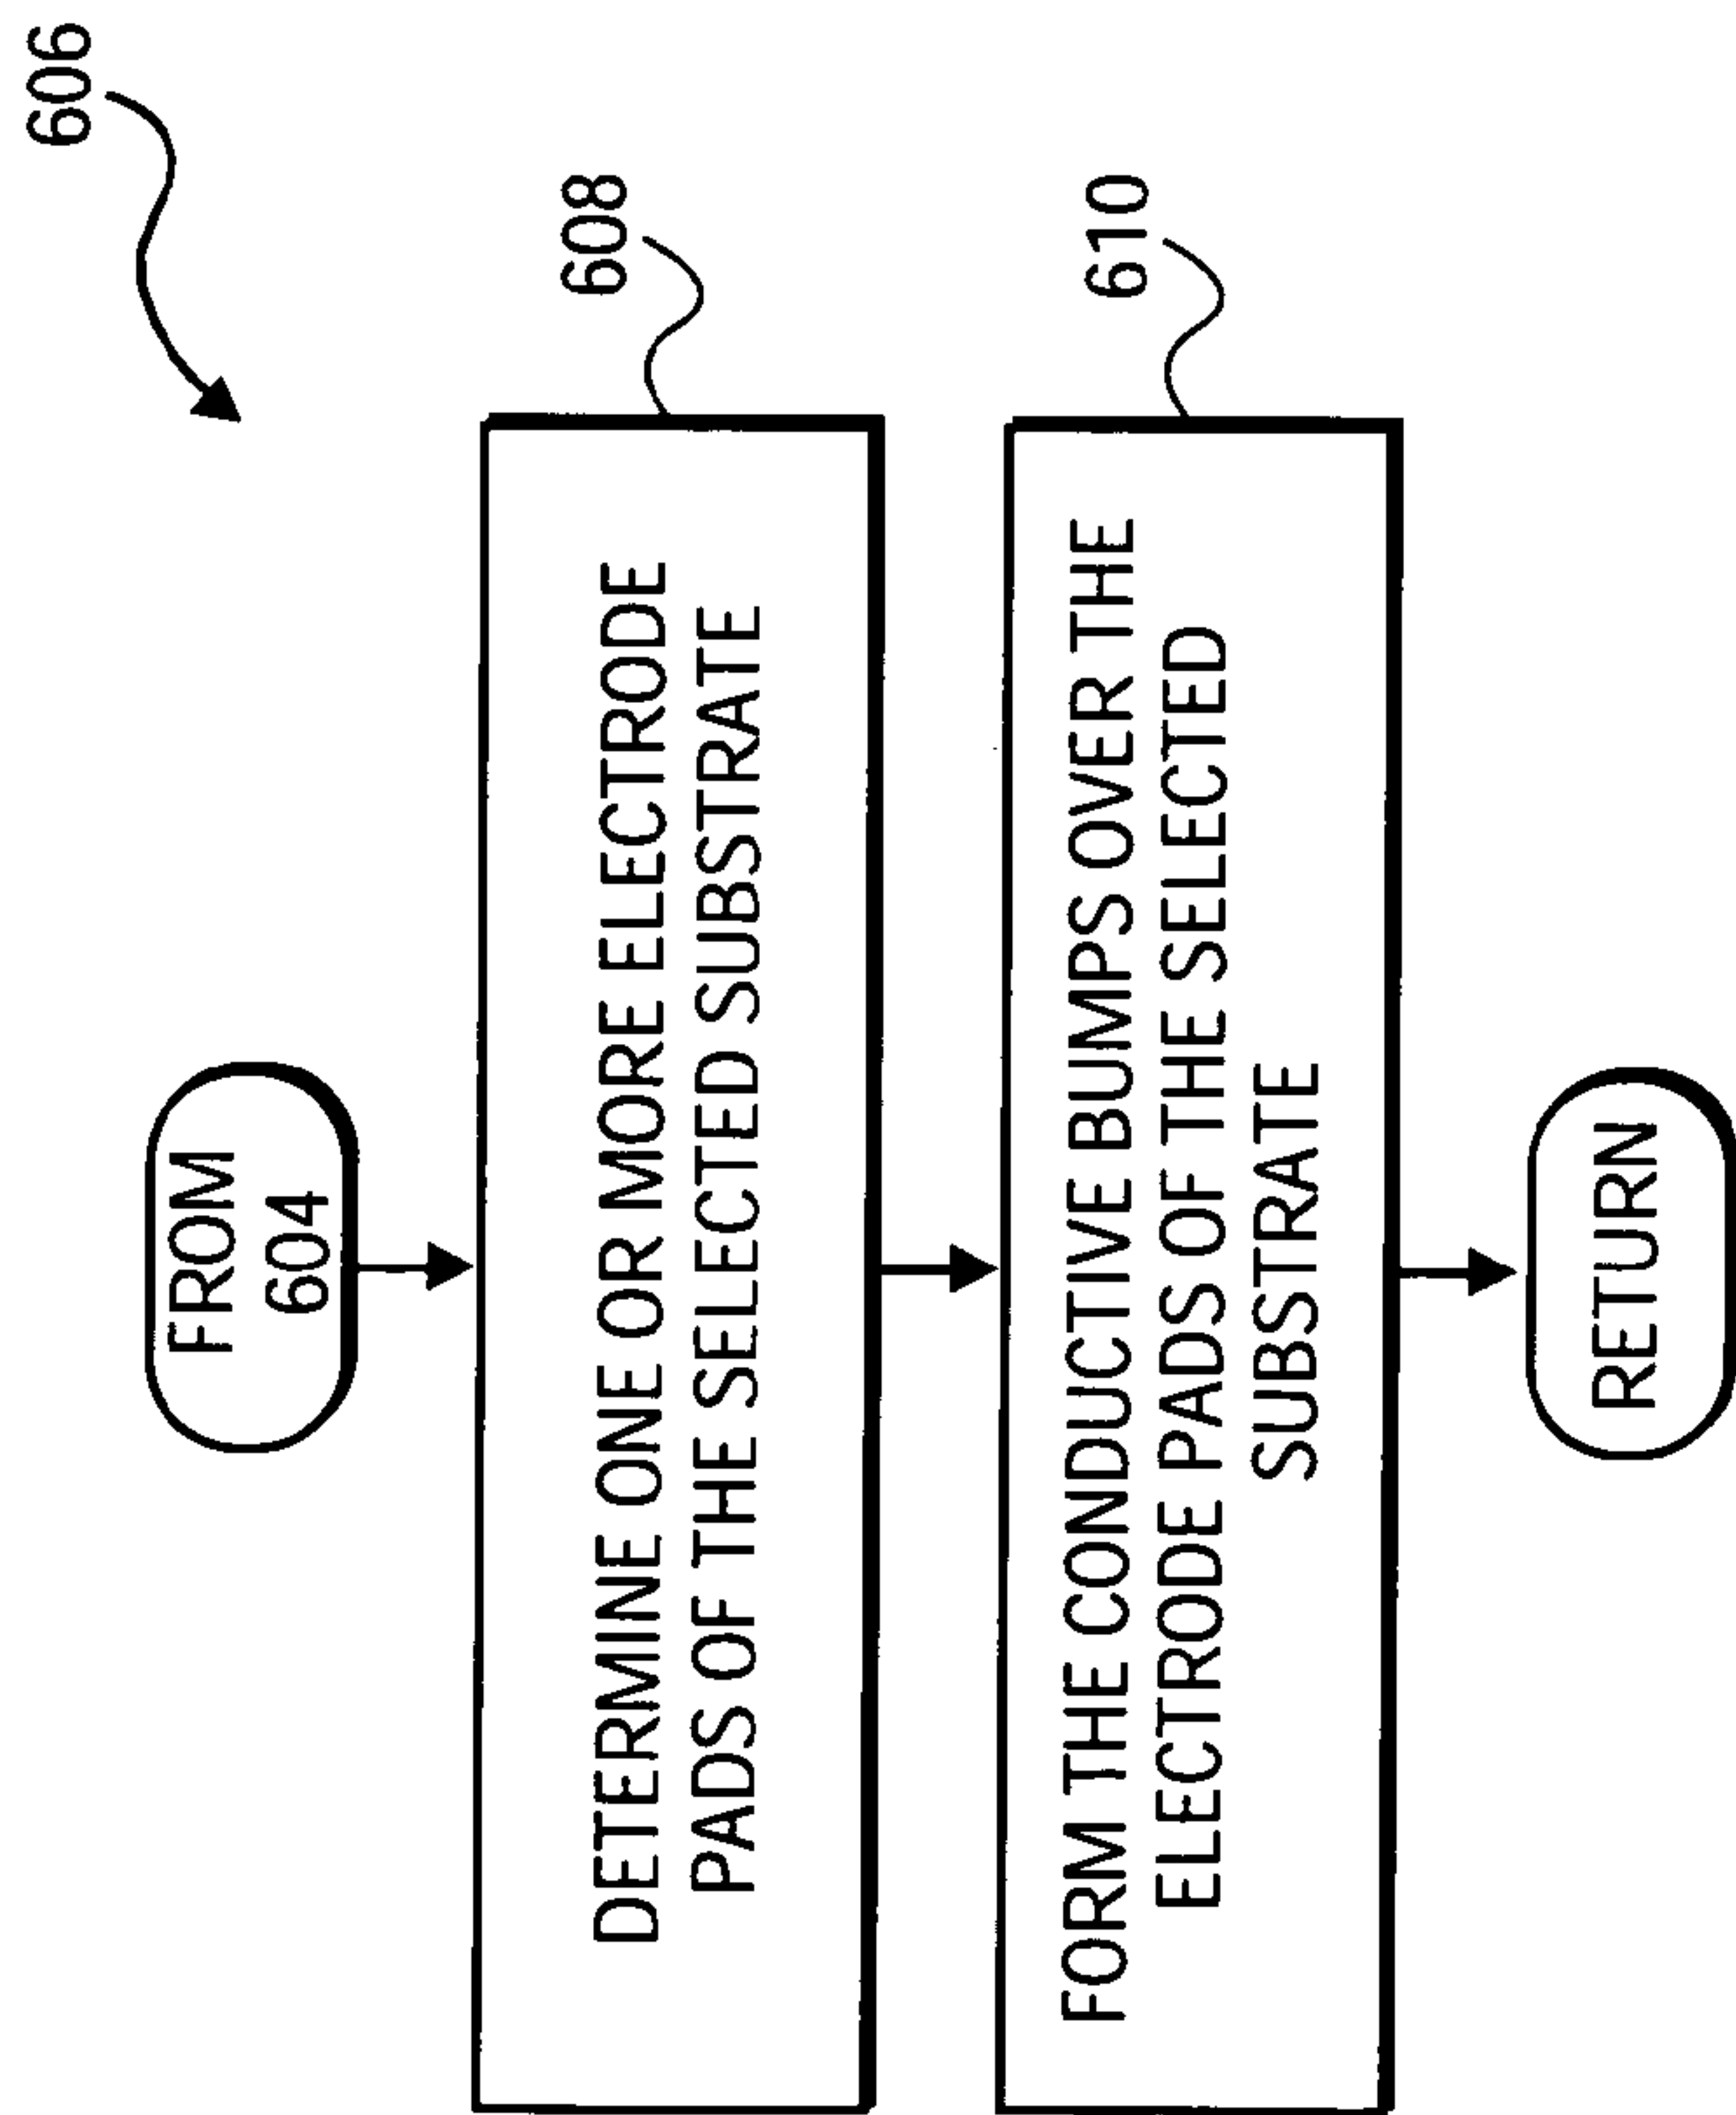 606
FROM
604
608
DETERMINE ONE OR MORE ELECTRODE
PADS OF THE SELECTED SUBSTRATE
610
FORM THE CONDUCTIVE BUMPS OVER THE
ELECTRODE PADS OF THE SELECTED
SUBSTRATE
RETURN